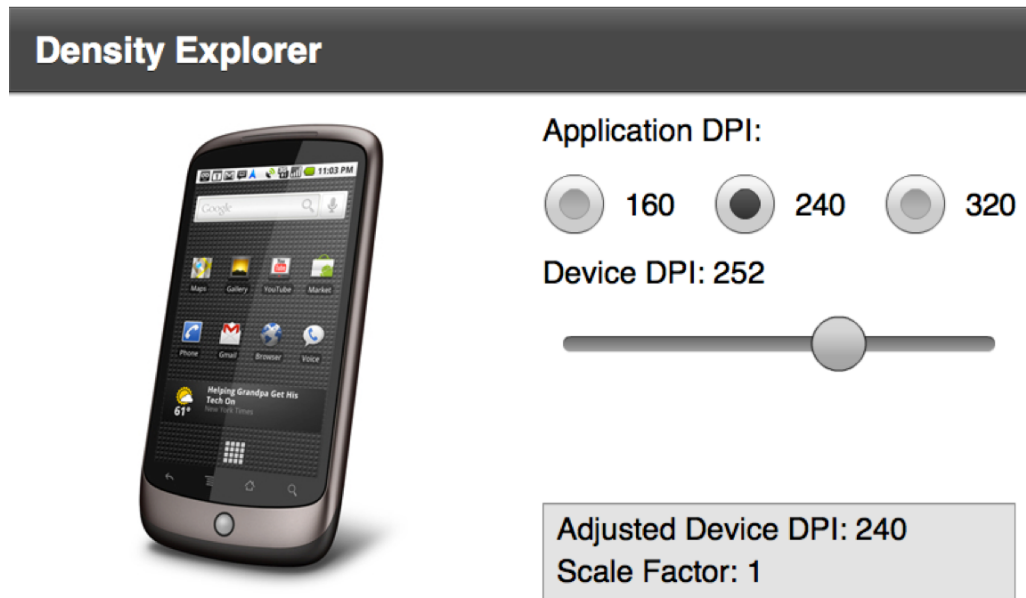 Density Explorer
Application DPI:
160 240 320
Device DPI: 252
Adjusted Device DPI: 240
Scale Factor: 1
11:03 PM
Google
Maps Gallery YouTube Market
Phone Gmail Browser Voice
Helping Grandpa Get His
Tech On
New York Times
61°